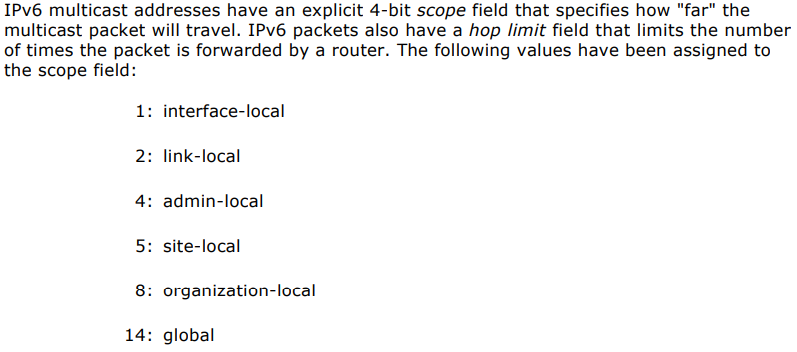 IPv6 multicast addresses have an explicit 4-bit scope field that specifies how "far" the
multicast packet will travel. IPv6 packets also have a hop limit field that limits the number
of times the packet is forwarded by a router. The following values have been assigned to
the scope field:
1: interface-local
2: link-local
4: admin-local
5: site-local
8: organization-local
14: global